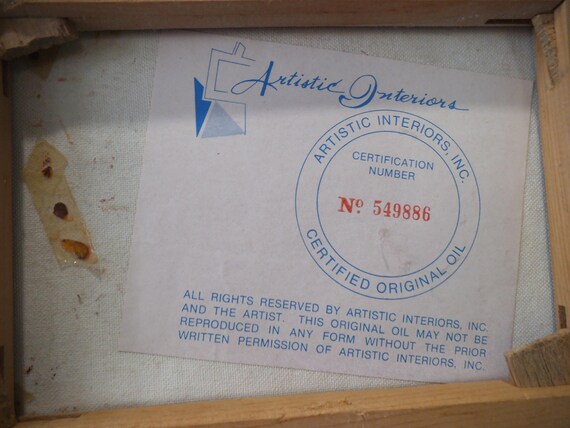 Artistic Interiors
ARTISTIC INTERIORS, INC.
CERTIFICATION
NUMBER
Nº 549886
CERTIFIED ORIGINAL OIL
ALL RIGHTS RESERVED BY ARTISTIC INTERIORS, INC.
AND THE ARTIST. THIS ORIGINAL OIL MAY NOT BE
REPRODUCED IN ANY FORM WITHOUT THE PRIOR
WRITTEN PERMISSION OF ARTISTIC INTERIORS, INC.